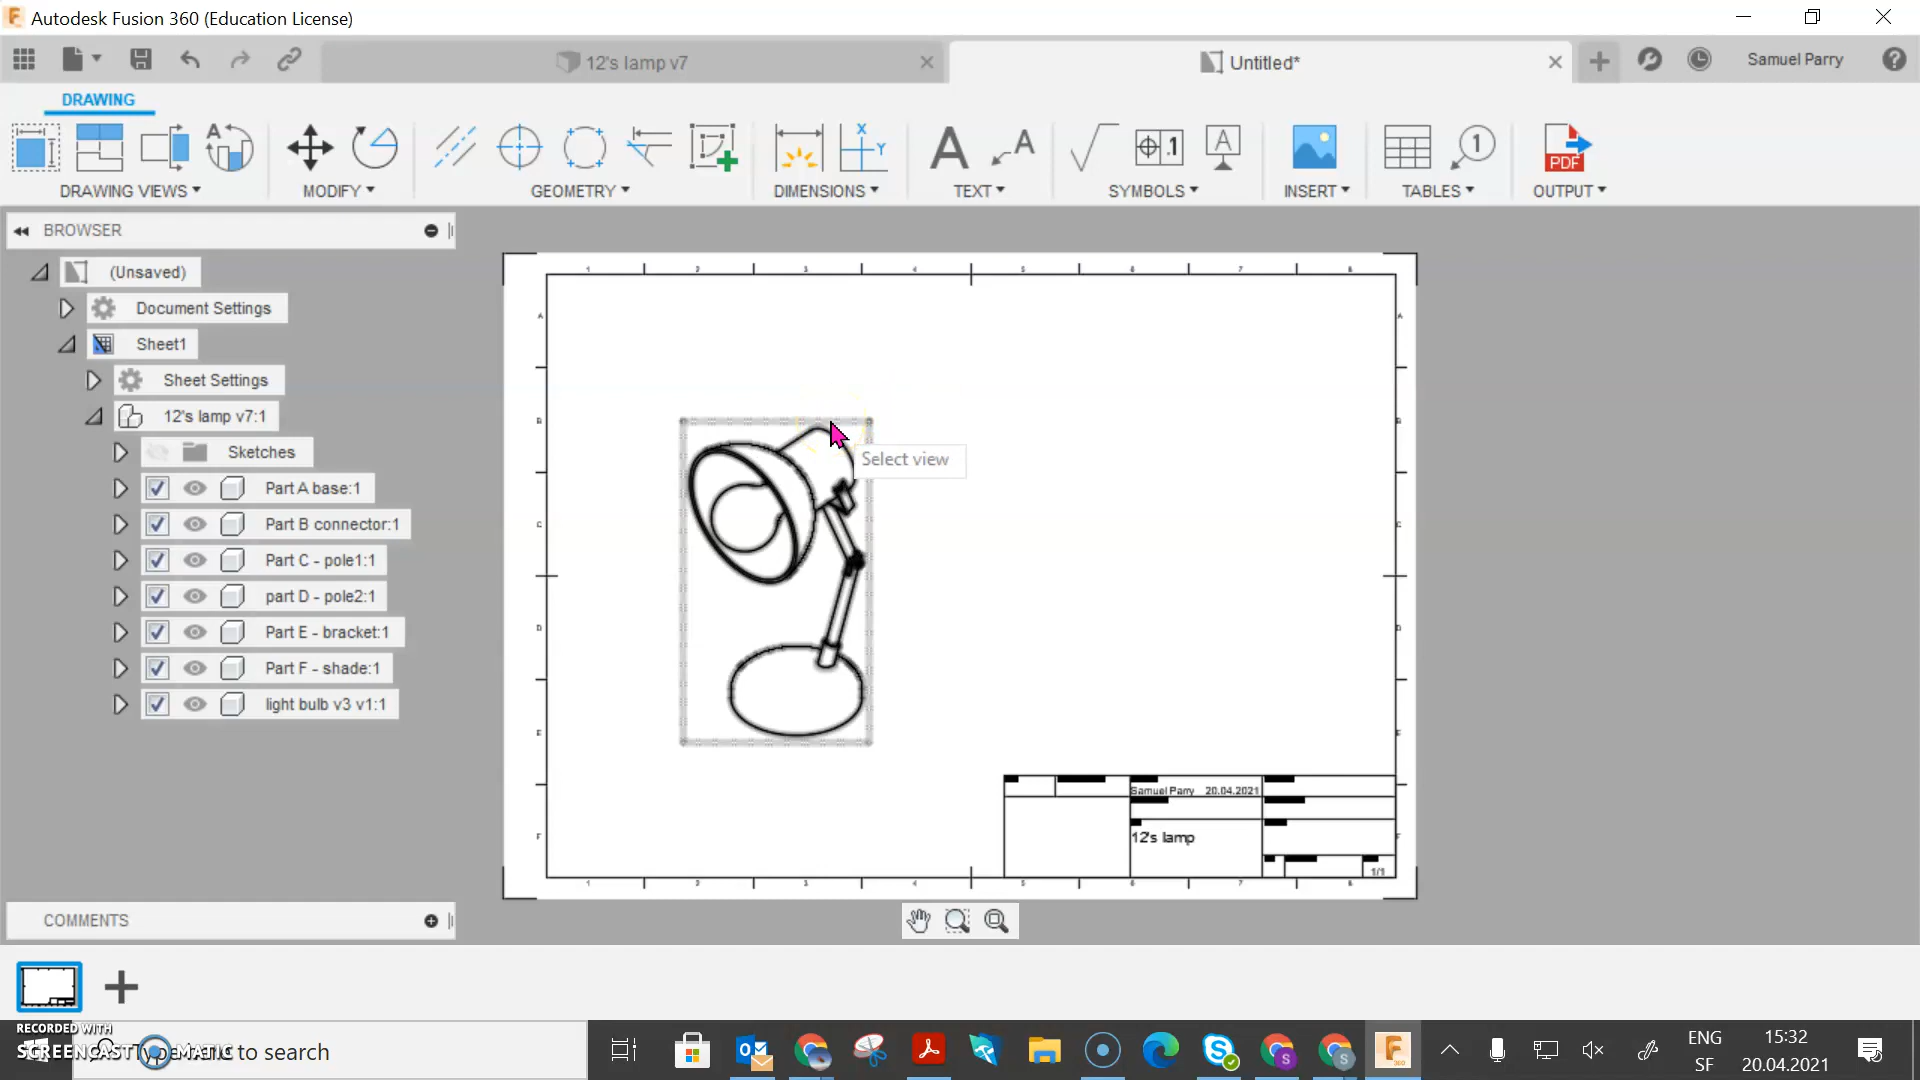 Autodesk Fusion 360 (Education License)
12's lamp v7
Untitled*
Samuel Parry
DRAWING
DRAWING VIEWS
MODIFY
GEOMETRY
DIMENSIONS
TEXT
SYMBOLS
INSERT
TABLES
OUTPUT
BROWSER
(Unsaved)
Document Settings
Sheet1
Sheet Settings
12's lamp v7:1
Sketches
Part A base:1
Part B connector:1
Part C - pole1:1
part D - pole2:1
Part E - bracket:1
Part F - shade:1
light bulb v3 v1:1
Select view
Samuel Parry 20.04.2021
12's lamp
1/1
COMMENTS
RECORDED WITH
SCREENCAST MATIC
Type here to search
ENG
SF
15:32
20.04.2021